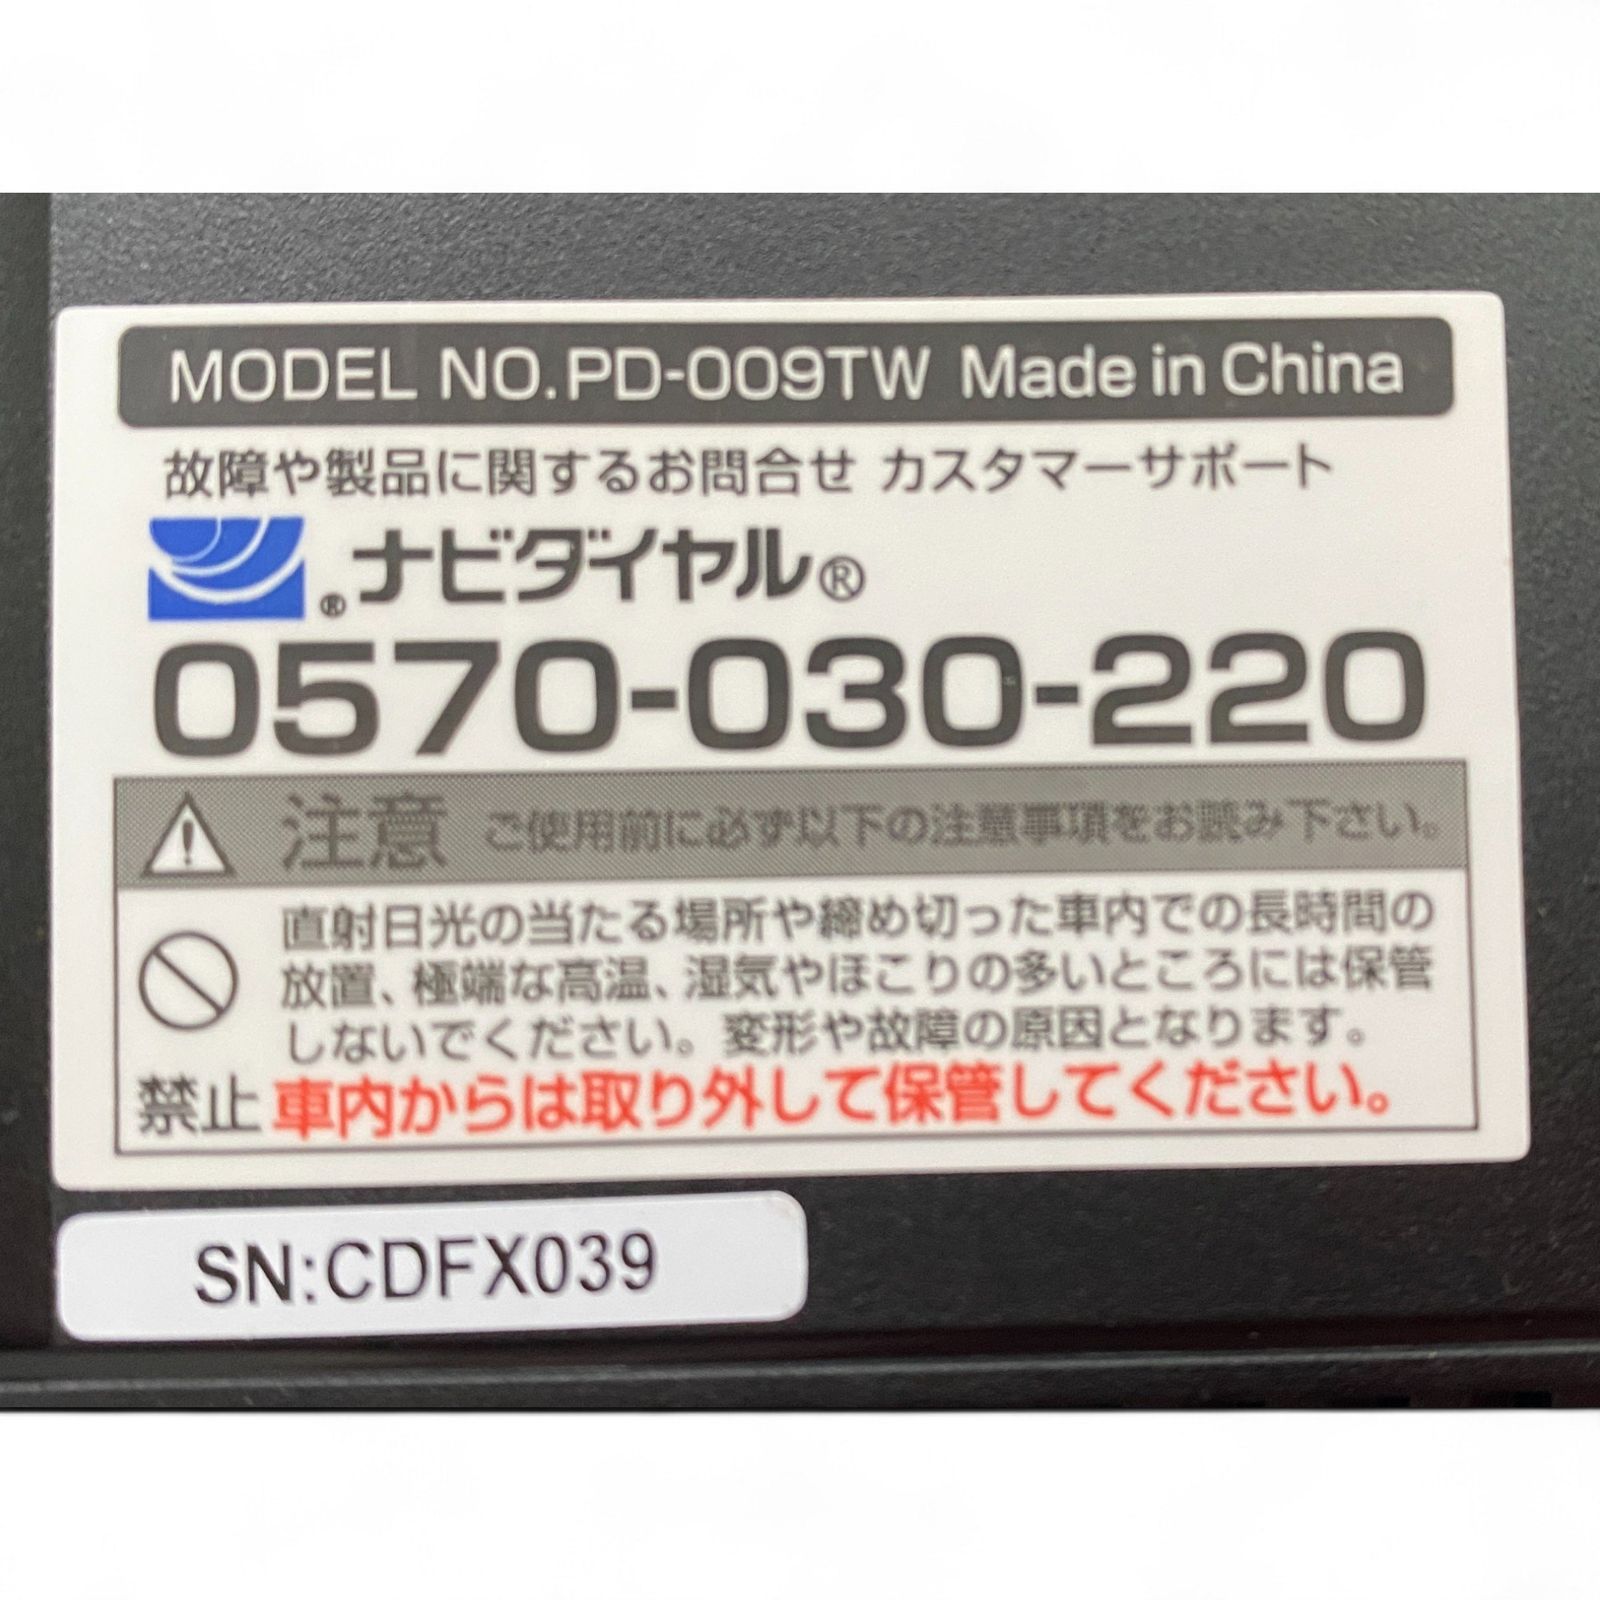 MODEL NO.PD-009TW Made in China
故障や製品に関するお問合せ カスタマーサポート
® ナビダイヤル®
0570-030-220
注意 ご使用前に必ず以下の注意事項をお読み下さい。
直射日光の当たる場所や締め切った車内での長時間の
放置、極端な高温、湿気やほこりの多いところには保管
しないでください。変形や故障の原因となります。
禁止 車内からは取り外して保管してください。
SN:CDFX039